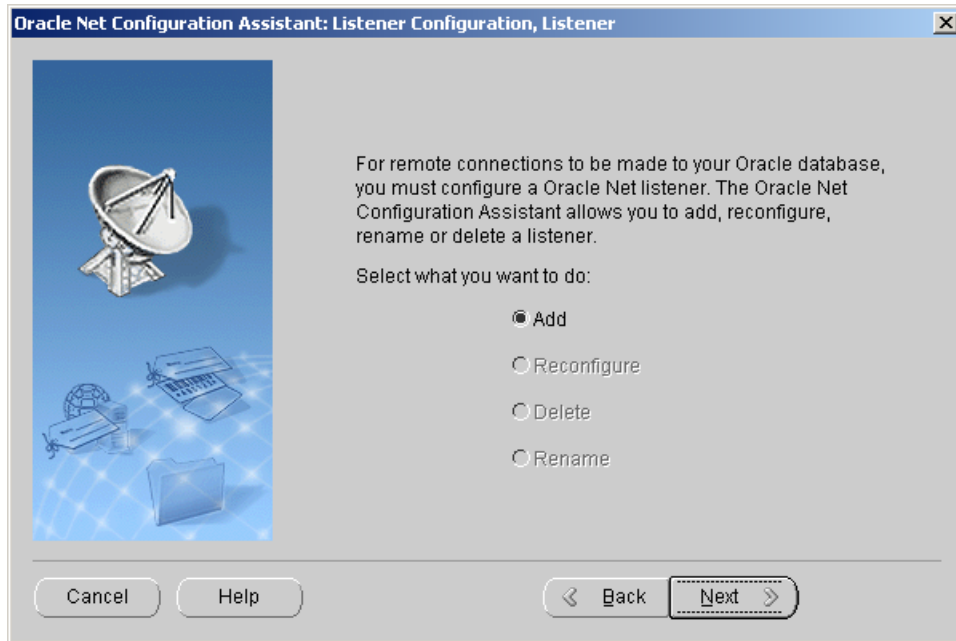 Oracle Net Configuration Assistant: Listener Configuration, Listener
For remote connections to be made to your Oracle database,
you must configure a Oracle Net listener. The Oracle Net
Configuration Assistant allows you to add, reconfigure,
rename or delete a listener.
Select what you want to do:
Add
Reconfigure
Delete
Rename
Cancel
Help
Back
Next